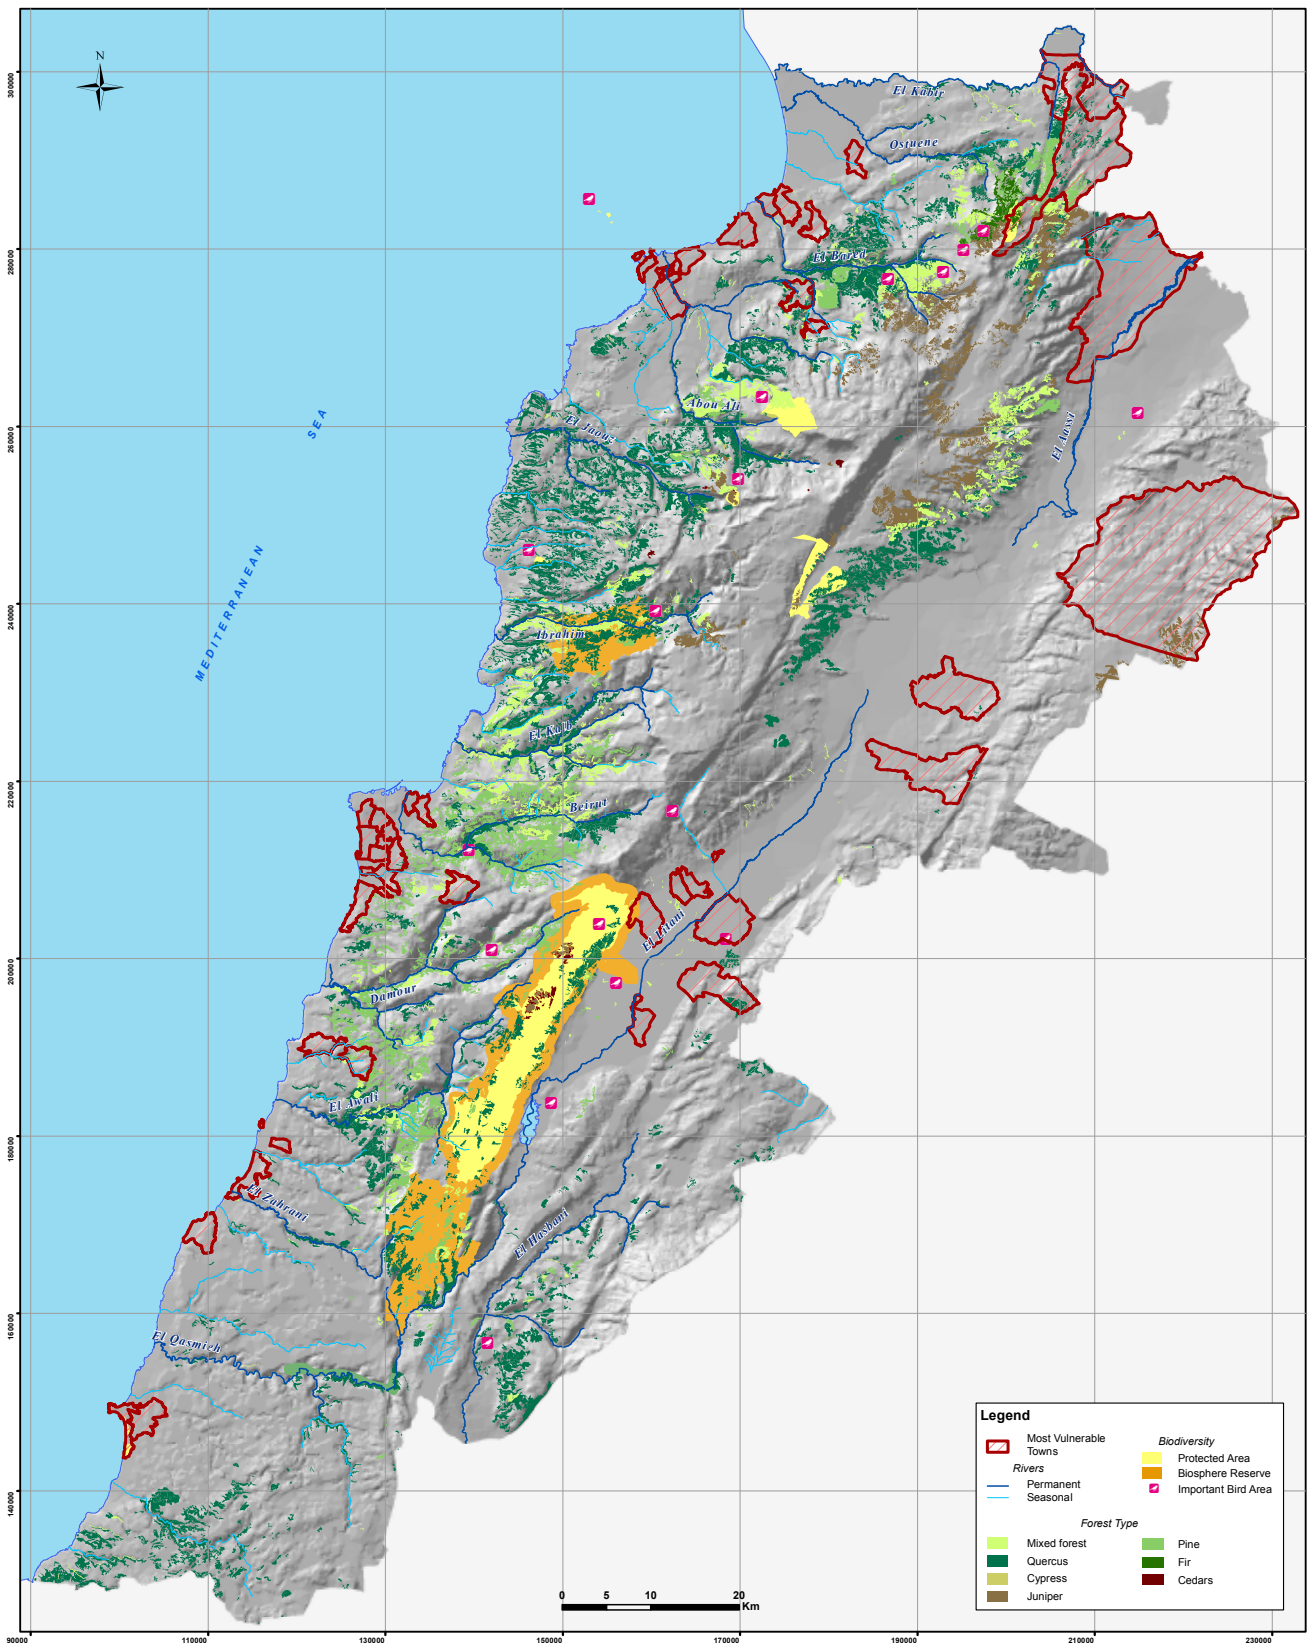 N
300000
280000
260000
240000
220000
200000
180000
160000
140000
El Kabir
Ostuene
El Bared
Abou Ali
El Jaouz
El Aassi
SEA
MEDITERRANEAN
Ibrahim
El Kalb
Beirut
El Litani
Damour
El Awali
El Zahrani
El Hasbani
El Qasmieh
Legend
Most Vulnerable
Towns
Rivers
Permanent
Seasonal
Biodiversity
Protected Area
Biosphere Reserve
Important Bird Area
Forest Type
Mixed forest
Quercus
Cypress
Juniper
Pine
Fir
Cedars
0 5 10 20
Km
90000 110000 130000 150000 170000 190000 210000 230000